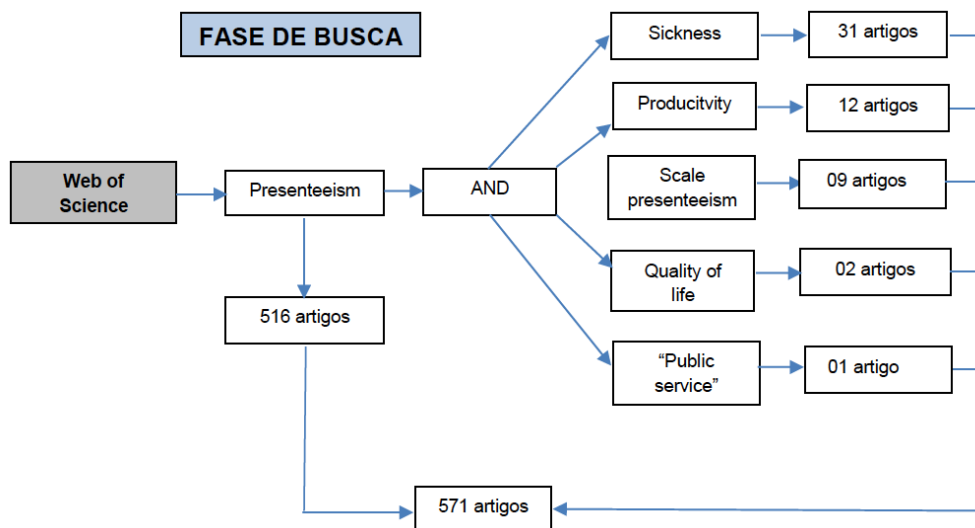 FASE DE BUSCA
Sickness
31 artigos
Producitvity
12 artigos
Web of
Science
Presenteeism
AND
Scale
presenteeism
09 artigos
Quality of
life
02 artigos
516 artigos
“Public
service”
01 artigo
571 artigos